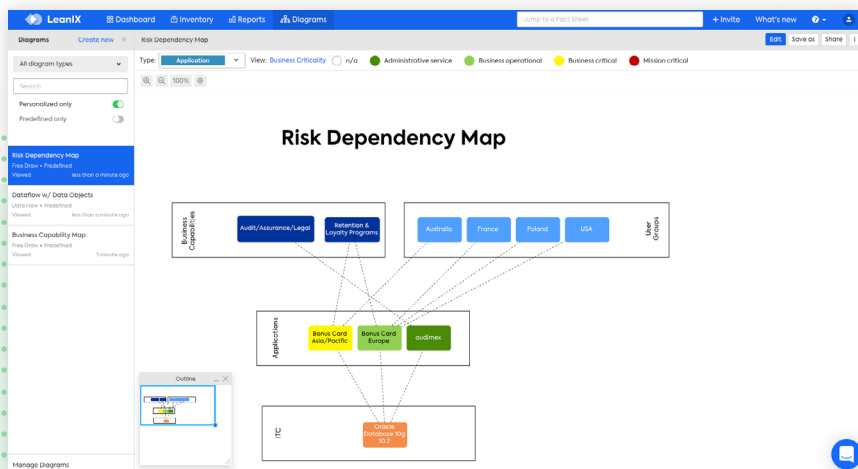 LeanIX
Dashboard
Inventory
Reports
Diagrams
Jump to a Fact Sheet
+ Invite
What's new
Diagrams
Create new
Risk Dependency Map
Edit
Save as
Share
All diagram types
Search
Personalized only
Predefined only
Risk Dependency Map
Free Draw • Predefined
Viewed
less than a minute ago
Dataflow w/ Data Objects
Data Flow • Predefined
Viewed
less than a minute ago
Business Capability Map
Free Draw • Predefined
Viewed
1 minute ago
Manage Diagrams
Type:
Application
View: Business Criticality
n/a
Administrative service
Business operational
Business critical
Mission critical
100%
Risk Dependency Map
Business
Capabilities
Audit/Assurance/Legal
Retention &
Loyalty Programs
Australia
France
Poland
USA
User
Groups
Applications
Bonus Card
Asia/Pacific
Bonus Card
Europe
audimex
Outline
ITC
Oracle
Database 10g
10.2